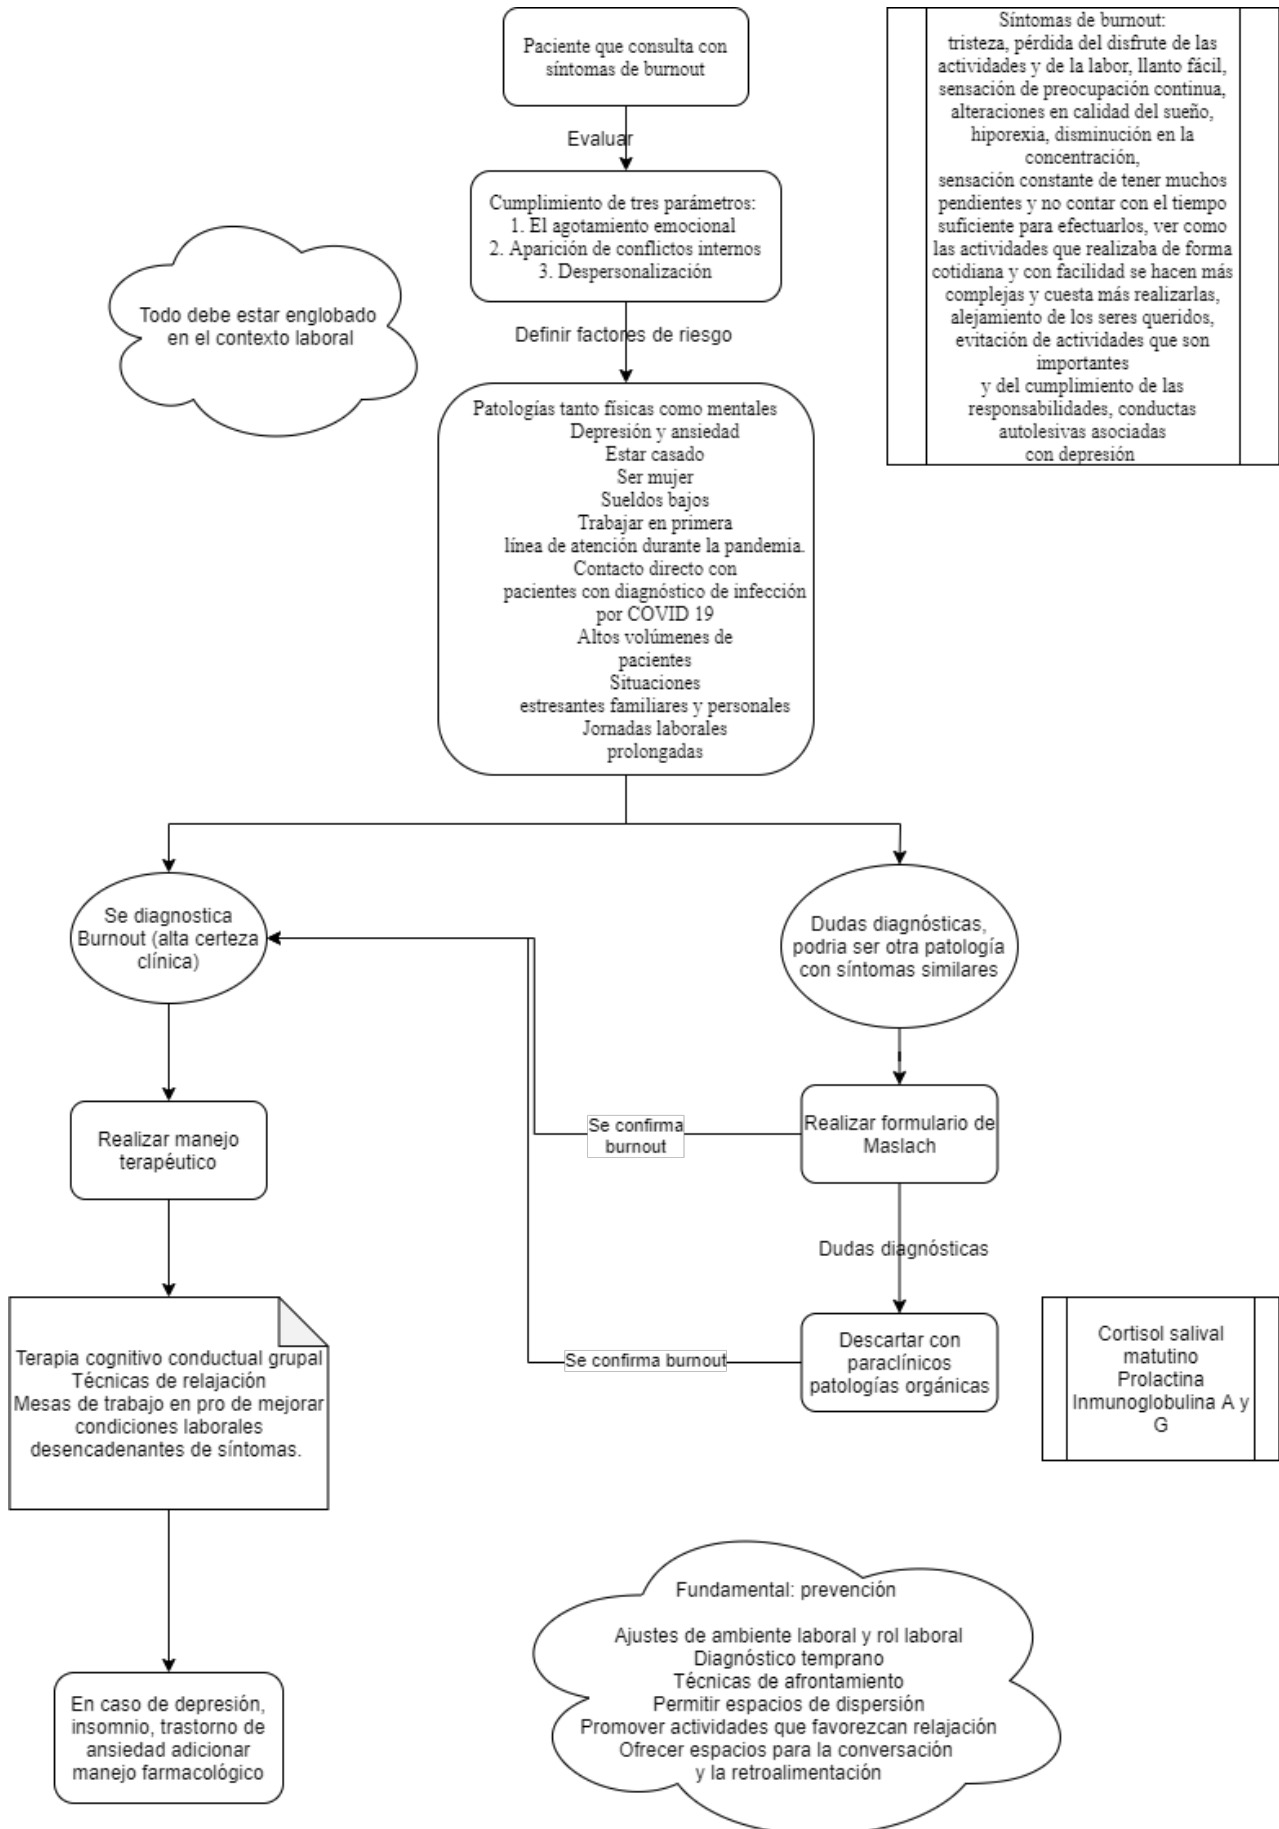 Paciente que consulta con
síntomas de burnout
Síntomas de burnout:
tristeza, pérdida del disfrute de las
actividades y de la labor, llanto fácil,
sensación de preocupación continua,
alteraciones en calidad del sueño,
hiporexia, disminución en la
concentración,
sensación constante de tener muchos
pendientes y no contar con el tiempo
suficiente para efectuarlos, ver como
las actividades que realizaba de forma
cotidiana y con facilidad se hacen más
complejas y cuesta más realizarlas,
alejamiento de los seres queridos,
evitación de actividades que son
importantes
y del cumplimiento de las
responsabilidades, conductas
autolesivas asociadas
con depresión
Evaluar
Cumplimiento de tres parámetros:
1. El agotamiento emocional
2. Aparición de conflictos internos
3. Despersonalización
Todo debe estar englobado
en el contexto laboral
Definir factores de riesgo
Patologías tanto físicas como mentales
Depresión y ansiedad
Estar casado
Ser mujer
Sueldos bajos
Trabajar en primera
línea de atención durante la pandemia.
Contacto directo con
pacientes con diagnóstico de infección
por COVID 19
Altos volúmenes de
pacientes
Situaciones
estresantes familiares y personales
Jornadas laborales
prolongadas
Se diagnostica
Burnout (alta certeza
clínica)
Dudas diagnósticas,
podria ser otra patología
con síntomas similares
Realizar manejo
terapéutico
Se confirma
burnout
Realizar formulario de
Maslach
Dudas diagnósticas
Terapia cognitivo conductual grupal
Técnicas de relajación
Mesas de trabajo en pro de mejorar
condiciones laborales
desencadenantes de síntomas.
Se confirma burnout
Descartar con
paraclínicos
patologías orgánicas
Cortisol salival
matutino
Prolactina
Inmunoglobulina A y
G
En caso de depresión,
insomnio, trastorno de
ansiedad adicionar
manejo farmacológico
Fundamental: prevención
Ajustes de ambiente laboral y rol laboral
Diagnóstico temprano
Técnicas de afrontamiento
Permitir espacios de dispersión
Promover actividades que favorezcan relajación
Ofrecer espacios para la conversación
y la retroalimentación